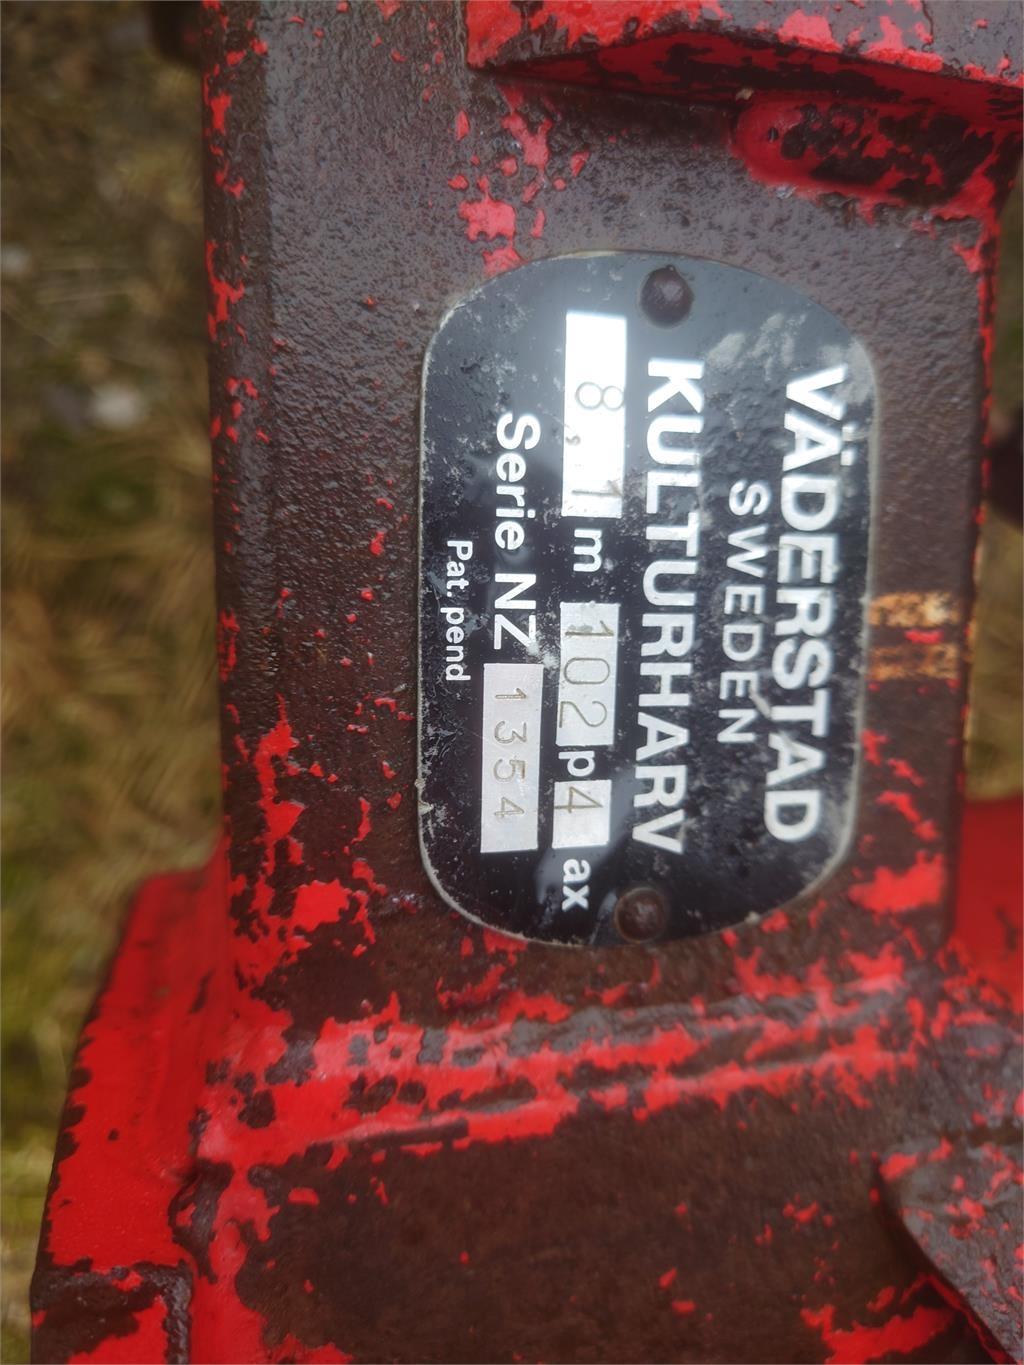 VÄDERSTAD
SWEDEN
KULTURHARV
8,1 m 102 p 4 ax
Serie NZ 1354
Pat. pend